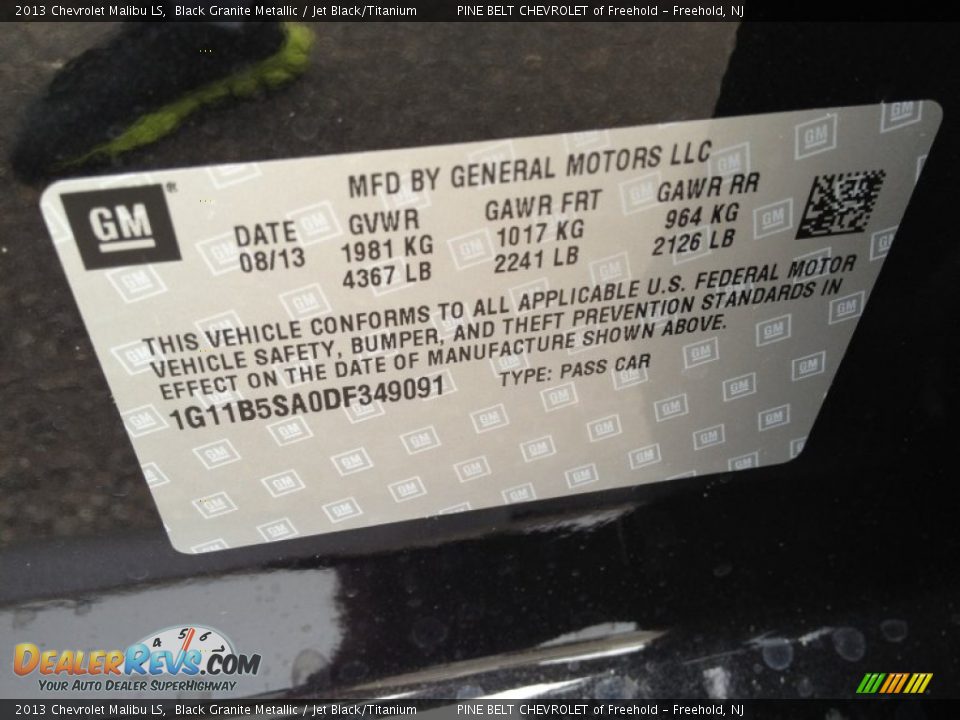 2013 Chevrolet Malibu LS, Black Granite Metallic / Jet Black/Titanium PINE BELT CHEVROLET of Freehold - Freehold, NJ
GM®
MFD BY GENERAL MOTORS LLC
DATE GVWR GAWR FRT GAWR RR
08/13 1981 KG 1017 KG 964 KG
4367 LB 2241 LB 2126 LB
THIS VEHICLE CONFORMS TO ALL APPLICABLE U.S. FEDERAL MOTOR
VEHICLE SAFETY, BUMPER, AND THEFT PREVENTION STANDARDS IN
EFFECT ON THE DATE OF MANUFACTURE SHOWN ABOVE.
1G11B5SA0DF349091 TYPE: PASS CAR
4 5 6
DEALERREVS.COM
YOUR AUTO DEALER SUPERHIGHWAY
2013 Chevrolet Malibu LS, Black Granite Metallic / Jet Black/Titanium PINE BELT CHEVROLET of Freehold - Freehold, NJ